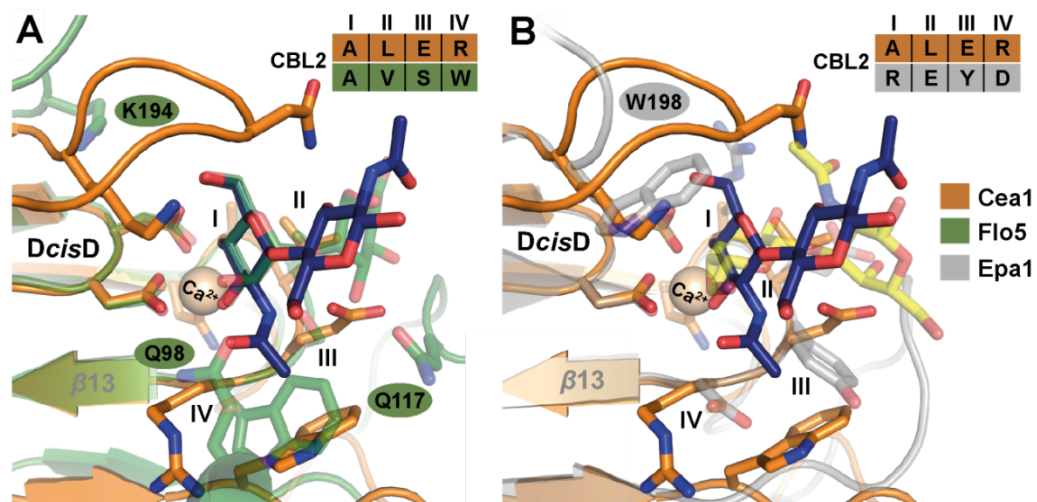 A
I II III IV
CBL2
A L E R
A V S W
K194
I
II
DcisD
Ca²⁺
Q98
III
β13
Q117
IV
B
I II III IV
CBL2
A L E R
R E Y D
W198
I
DcisD
Ca²⁺
II
β13
III
IV
Cea1
Flo5
Epa1